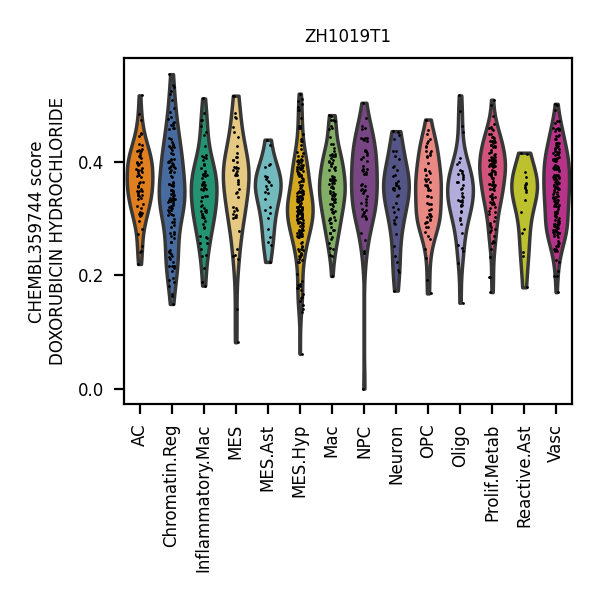 ZH1019T1
CHEMBL359744 score
DOXORUBICIN HYDROCHLORIDE
0.4
0.2
0.0
AC
Chromatin.Reg
Inflammatory.Mac
MES
MES.Ast
MES.Hyp
Mac
NPC
Neuron
OPC
Oligo
Prolif.Metab
Reactive.Ast
Vasc